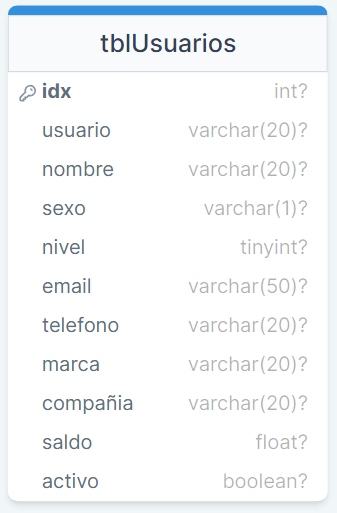 tblUsuarios
idx int?
usuario varchar(20)?
nombre varchar(20)?
sexo varchar(1)?
nivel tinyint?
email varchar(50)?
telefono varchar(20)?
marca varchar(20)?
compañia varchar(20)?
saldo float?
activo boolean?